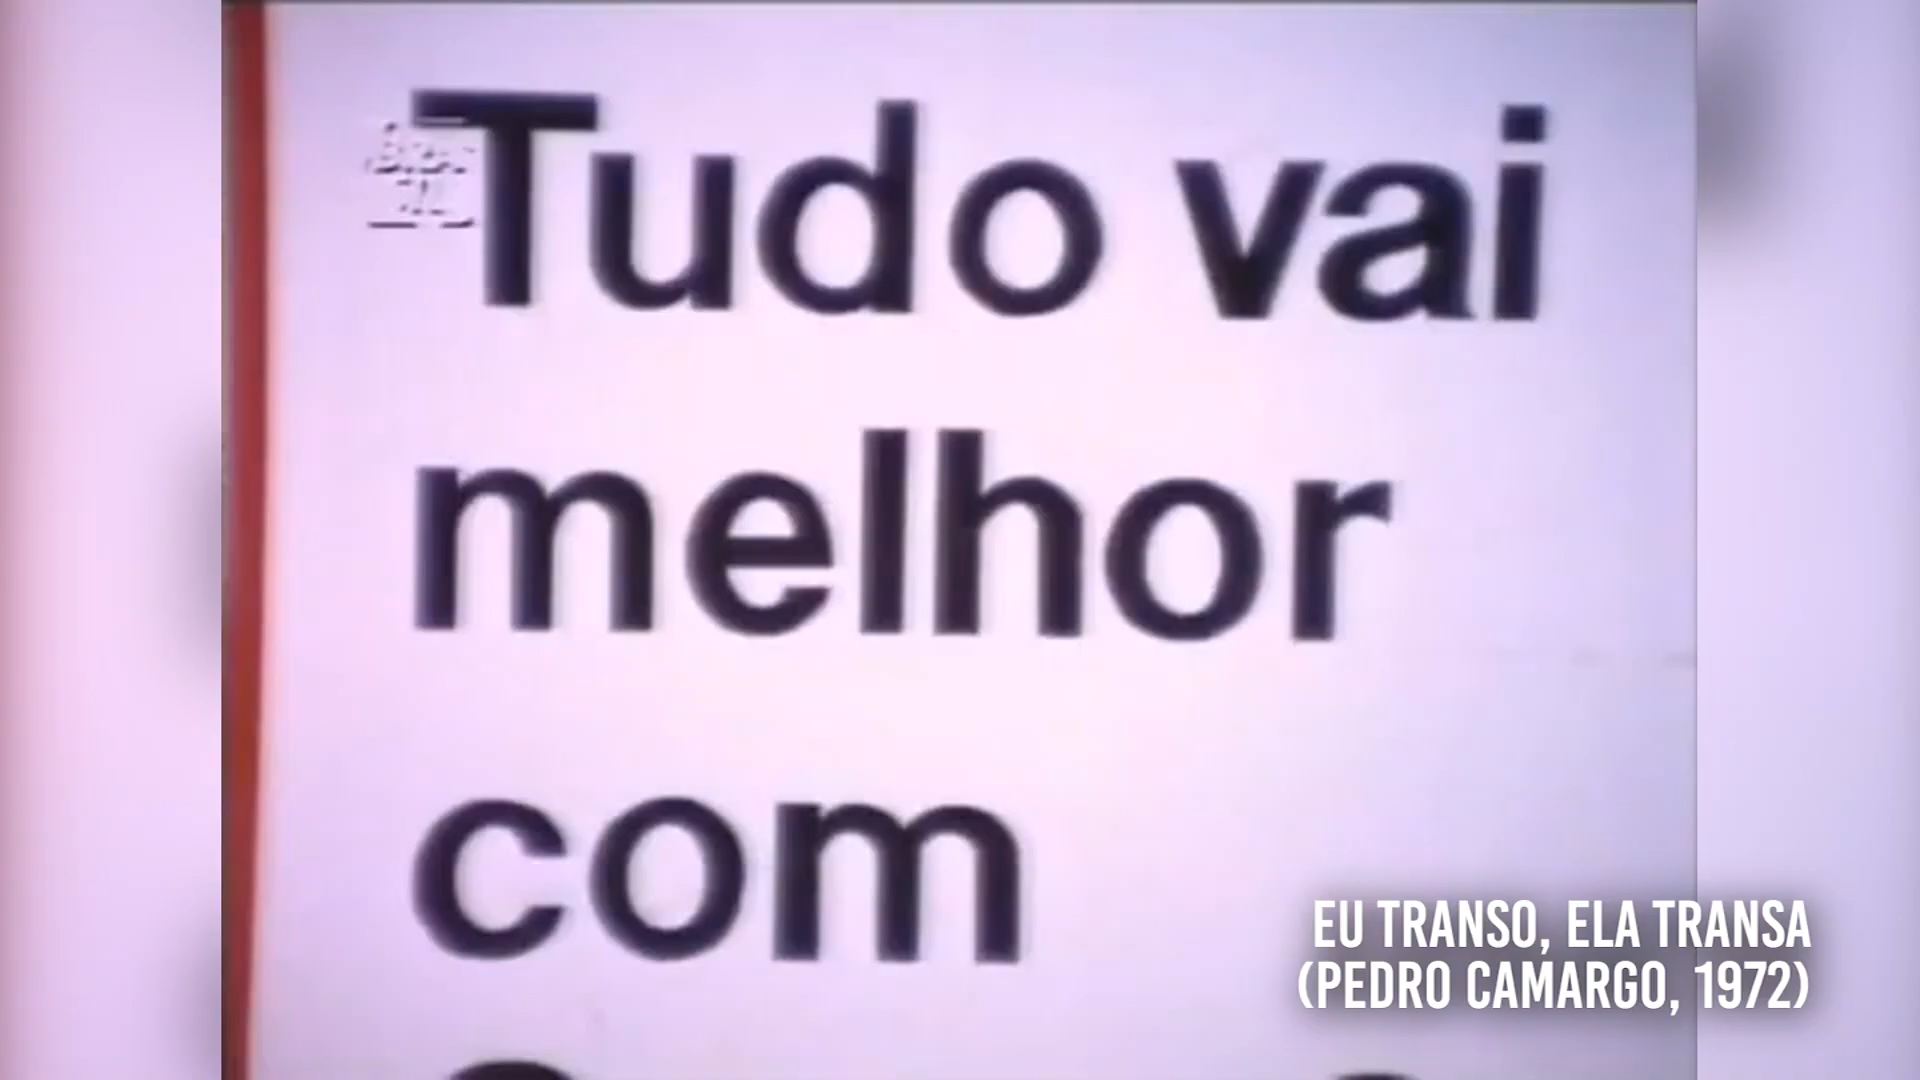 Tudo vai
melhor
com
EU TRANSO, ELA TRANSA
(PEDRO CAMARGO, 1972)